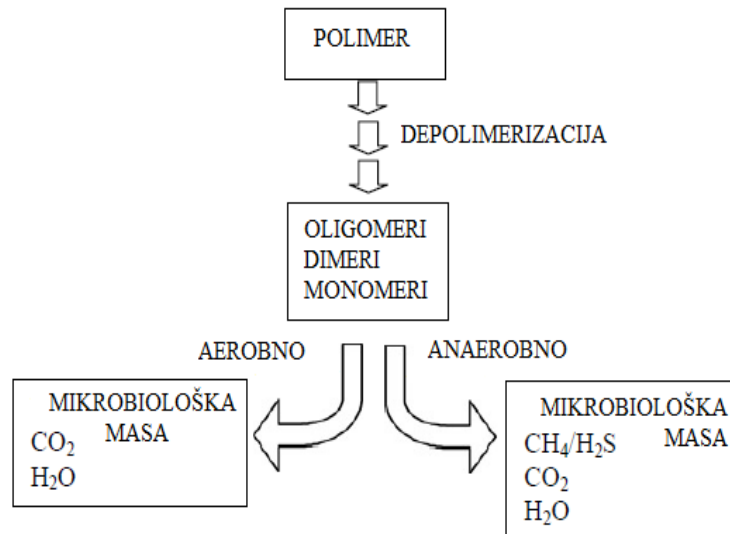 POLIMER
DEPOLIMERIZACIJA
OLIGOMERI
DIMERI
MONOMERI
AEROBNO
ANAEROBNO
MIKROBIOLOŠKA
MASA
CO₂
H₂O
MIKROBIOLOŠKA
MASA
CH₄/H₂S
CO₂
H₂O